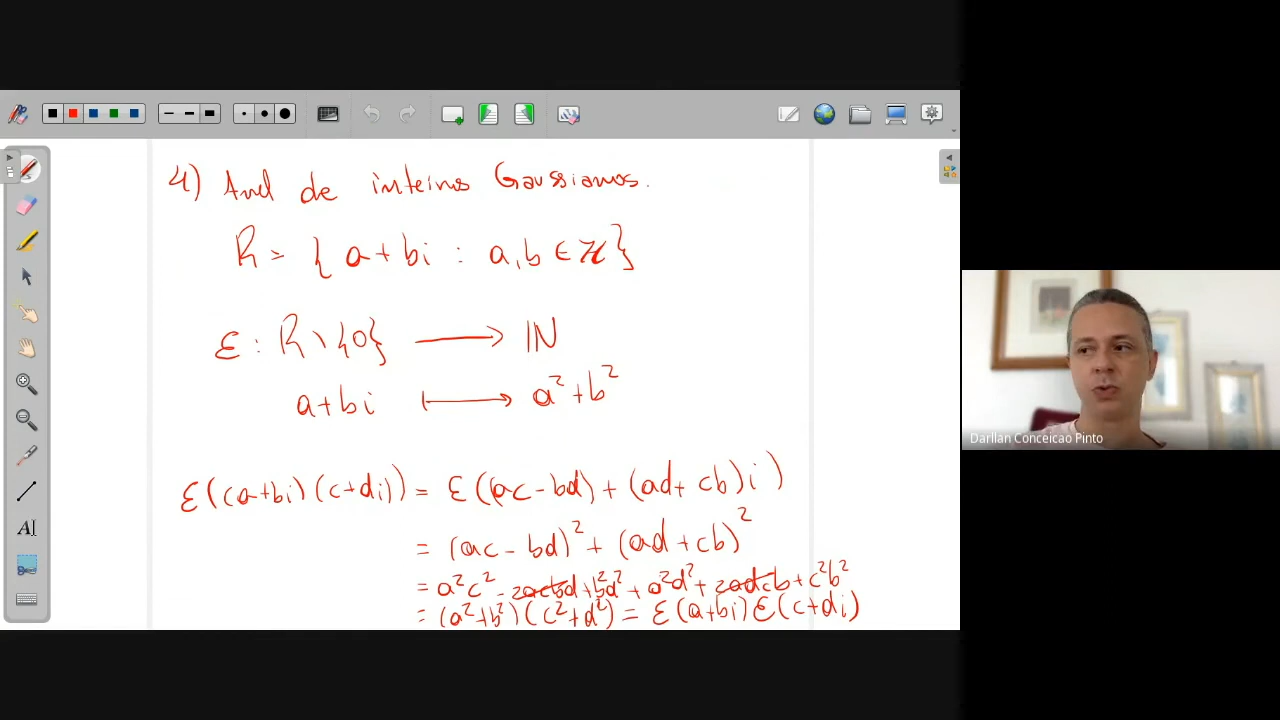 4) Anel de inteiros Gaussianos.
R = { a + bi : a, b ∈ ℤ }
ε : R \ {0} ⟶ ℕ
a + bi ⟼ a² + b²
ε((a+bi)(c+di)) = ε((ac - bd) + (ad + cb)i)
= (ac - bd)² + (ad + cb)²
= a²c² - 2acbd + b²d² + a²d² + 2adcb + c²b²
= (a² + b²)(c² + d²) = ε(a+bi) ε(c+di)
Darllan Conceicao Pinto